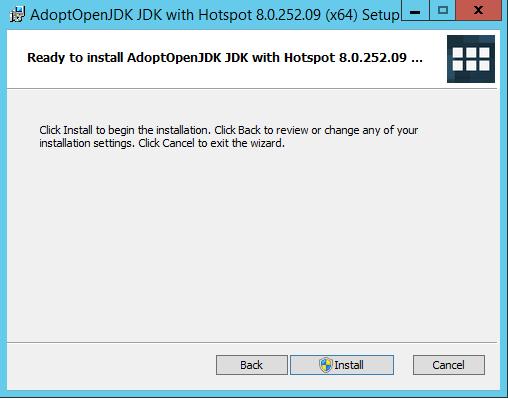 AdoptOpenJDK JDK with Hotspot 8.0.252.09 (x64) Setup
Ready to install AdoptOpenJDK JDK with Hotspot 8.0.252.09 ...
Click Install to begin the installation. Click Back to review or change any of your
installation settings. Click Cancel to exit the wizard.
Back Install Cancel